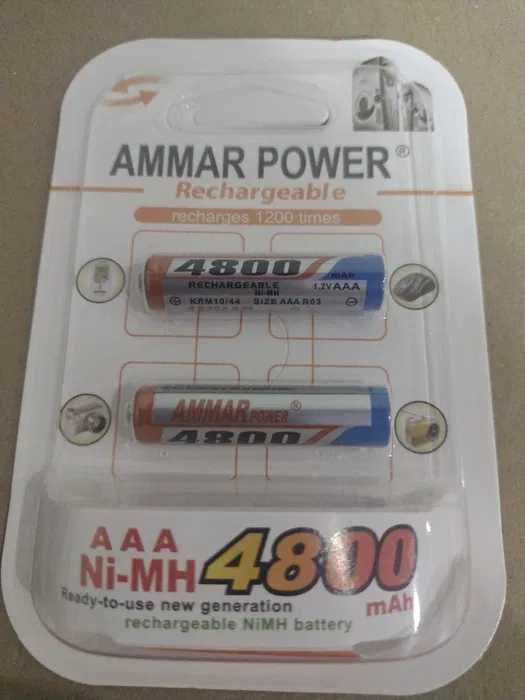 AMMAR POWER®
Rechargeable
recharges 1200 times
4800 mAh
RECHARGEABLE 1.2V AAA
Ni-MH
KRM10/44 SIZE AAA R03
AMMAR POWER®
4800
AAA
Ni-MH 4800 mAh
Ready-to-use new generation
rechargeable NiMH battery